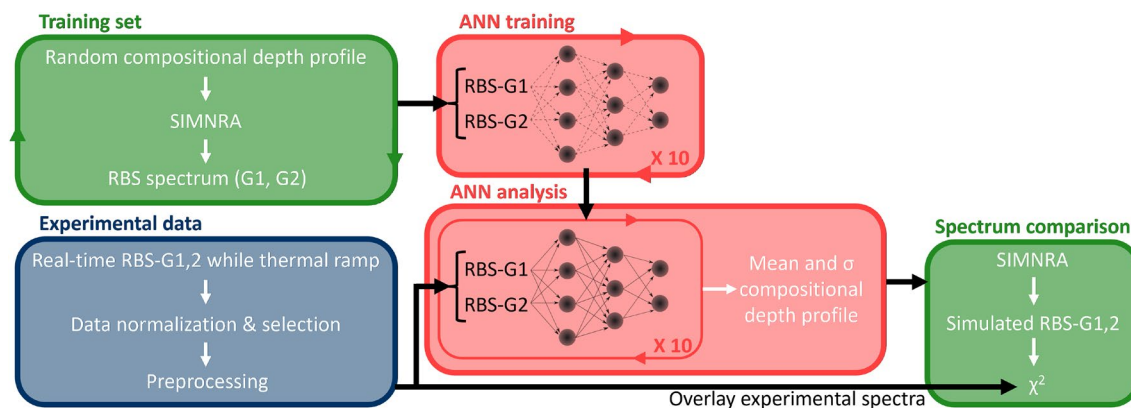 Training set
Random compositional depth profile
SIMNRA
RBS spectrum (G1, G2)
ANN training
RBS-G1
RBS-G2
X 10
Experimental data
Real-time RBS-G1,2 while thermal ramp
Data normalization & selection
Preprocessing
ANN analysis
RBS-G1
RBS-G2
X 10
Mean and σ
compositional
depth profile
Spectrum comparison
SIMNRA
Simulated RBS-G1,2
χ²
Overlay experimental spectra